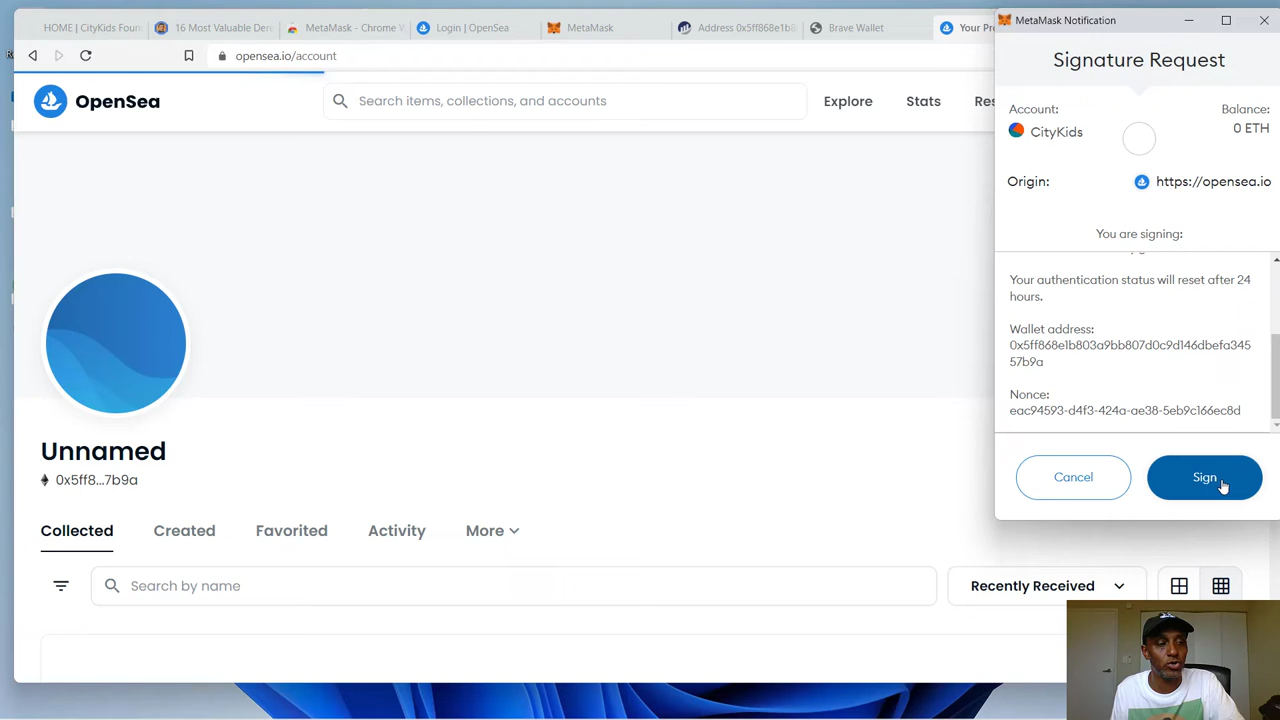 HOME | CityKids Foun
16 Most Valuable Der
MetaMask - Chrome W
Login | OpenSea
MetaMask
Address 0x5ff868e1b8
Brave Wallet
Your Pr
MetaMask Notification
opensea.io/account
OpenSea
Search items, collections, and accounts
Explore
Stats
Res
Signature Request
Account:
Balance:
CityKids
0 ETH
Origin:
https://opensea.io
You are signing:
Your authentication status will reset after 24
hours.
Wallet address:
0x5ff868e1b803a9bb807d0c9d146dbefa345
57b9a
Nonce:
eac94593-d4f3-424a-ae38-5eb9c166ec8d
Cancel
Sign
Unnamed
0x5ff8...7b9a
Collected
Created
Favorited
Activity
More
Search by name
Recently Received